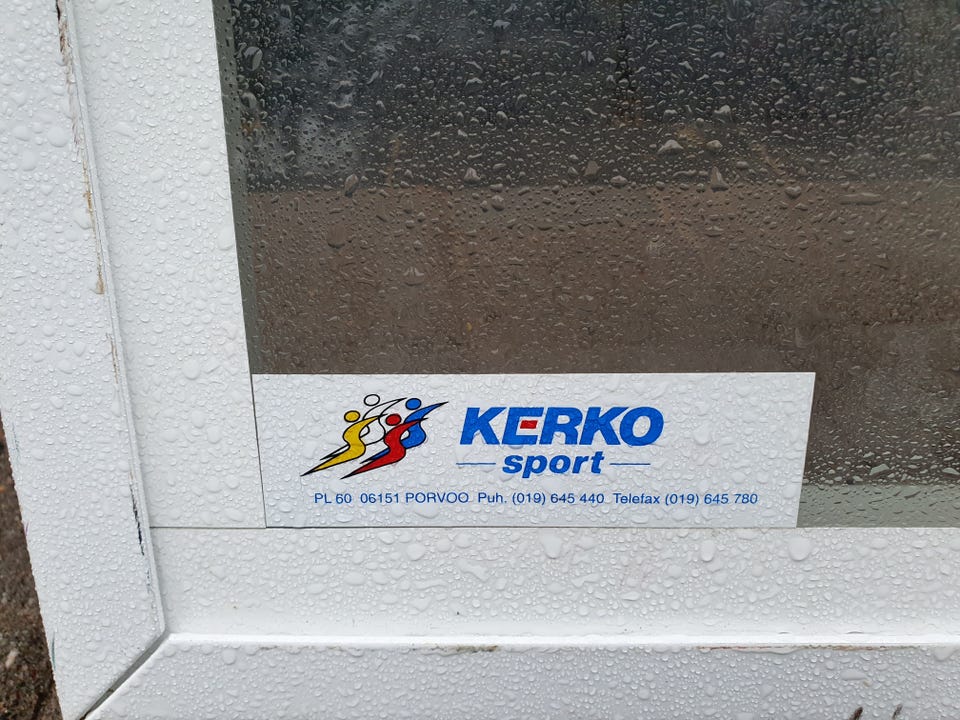 KERKO
sport
PL 60 06151 PORVOO Puh. (019) 645 440 Telefax (019) 645 780